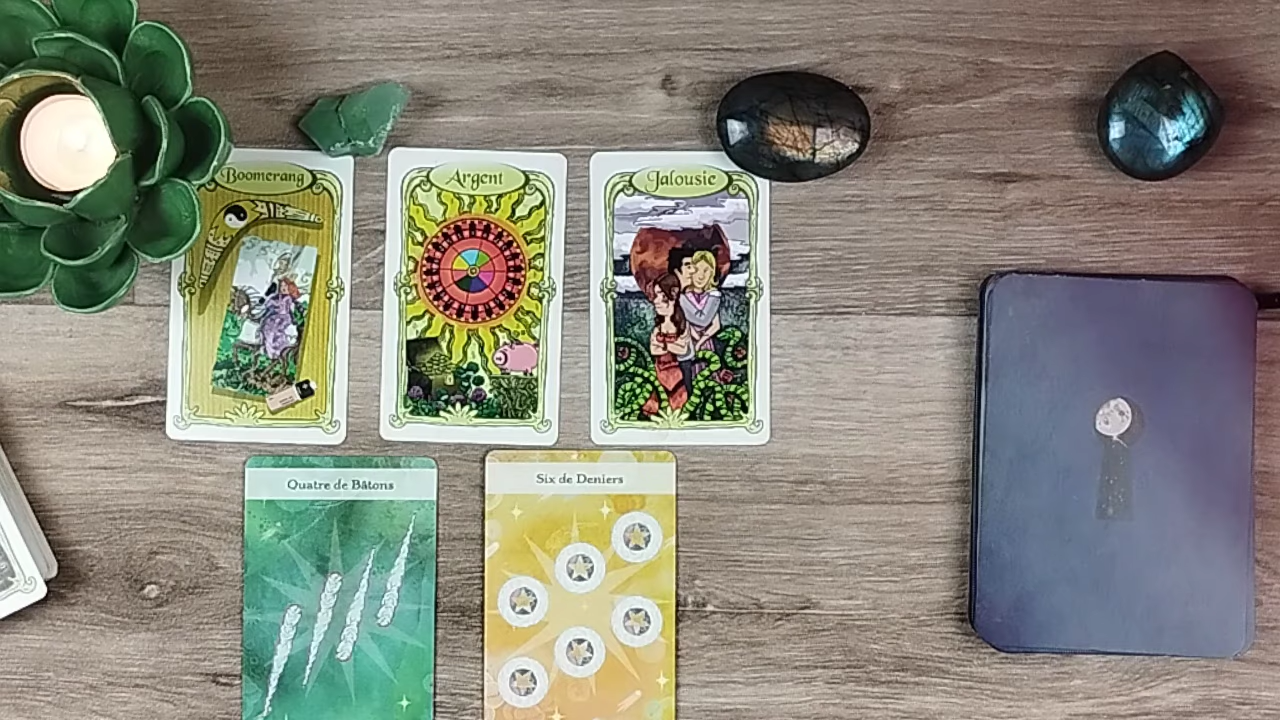 Boomerang
Argent
Jalousie
Quatre de Bâtons
Six de Deniers